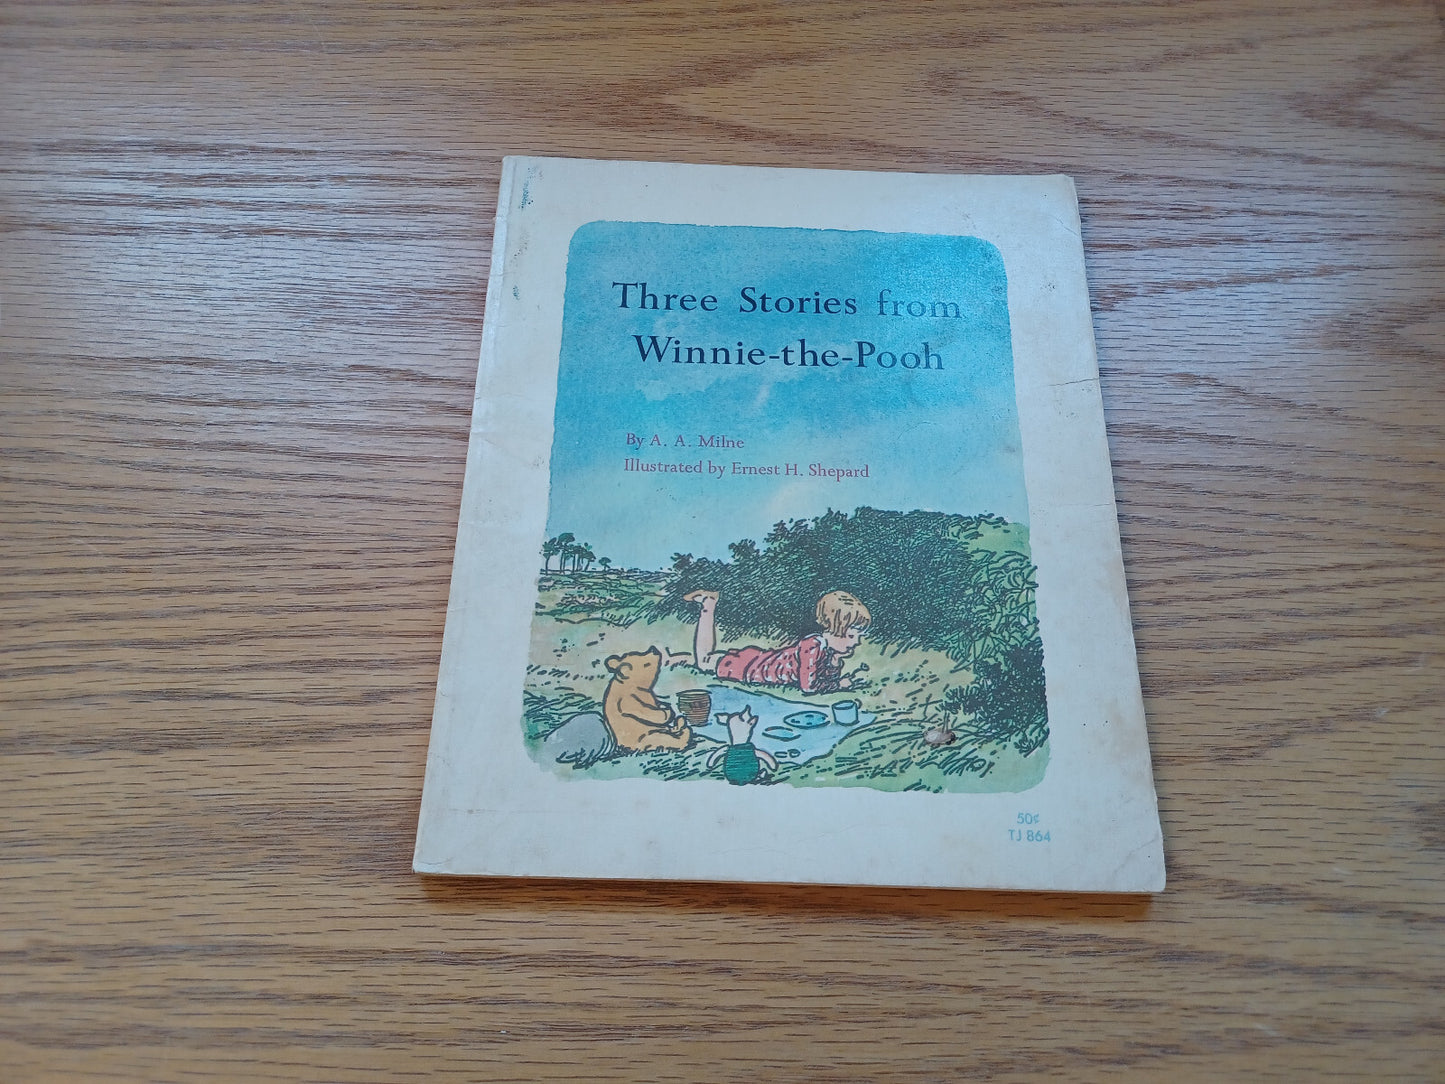 Three Stories from
Winnie-the-Pooh
By A. A. Milne
Illustrated by Ernest H. Shepard
50¢
TJ 864